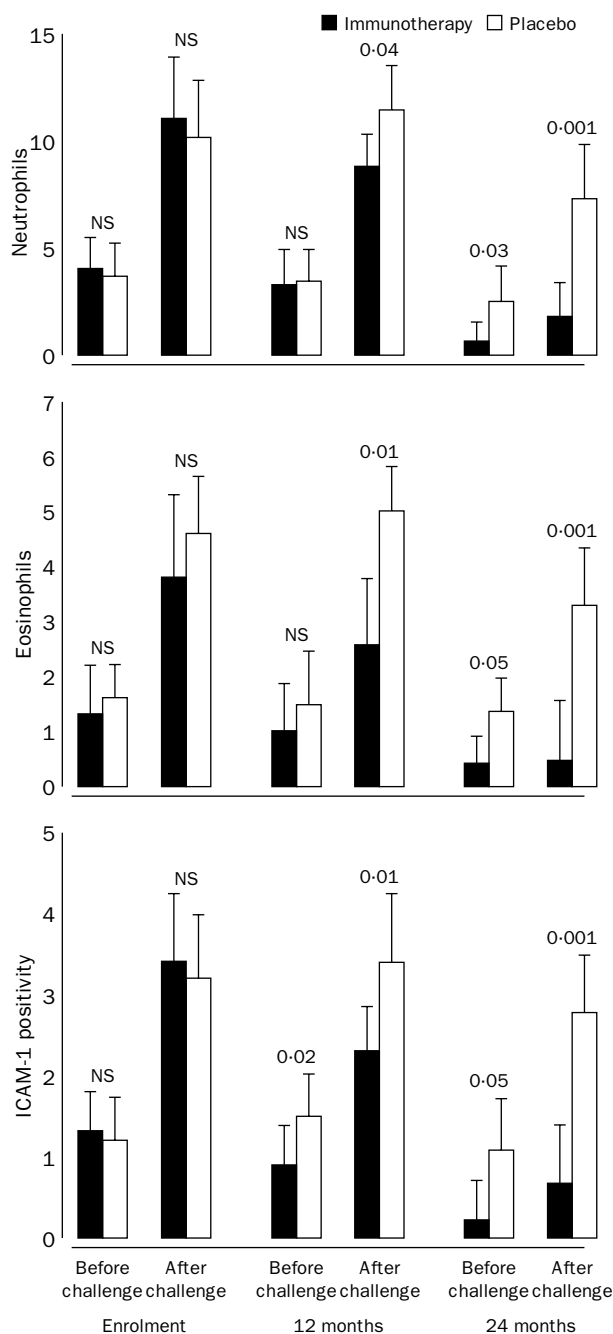 Immunotherapy Placebo
Neutrophils
15
10
5
0
NS
NS
NS
0·04
0·03
0·001
Eosinophils
7
6
5
4
3
2
1
0
NS
NS
NS
0·01
0·05
0·001
ICAM-1 positivity
5
4
3
2
1
0
NS
NS
0·02
0·01
0·05
0·001
Before After Before After Before After
challenge challenge challenge challenge challenge challenge
Enrolment 12 months 24 months